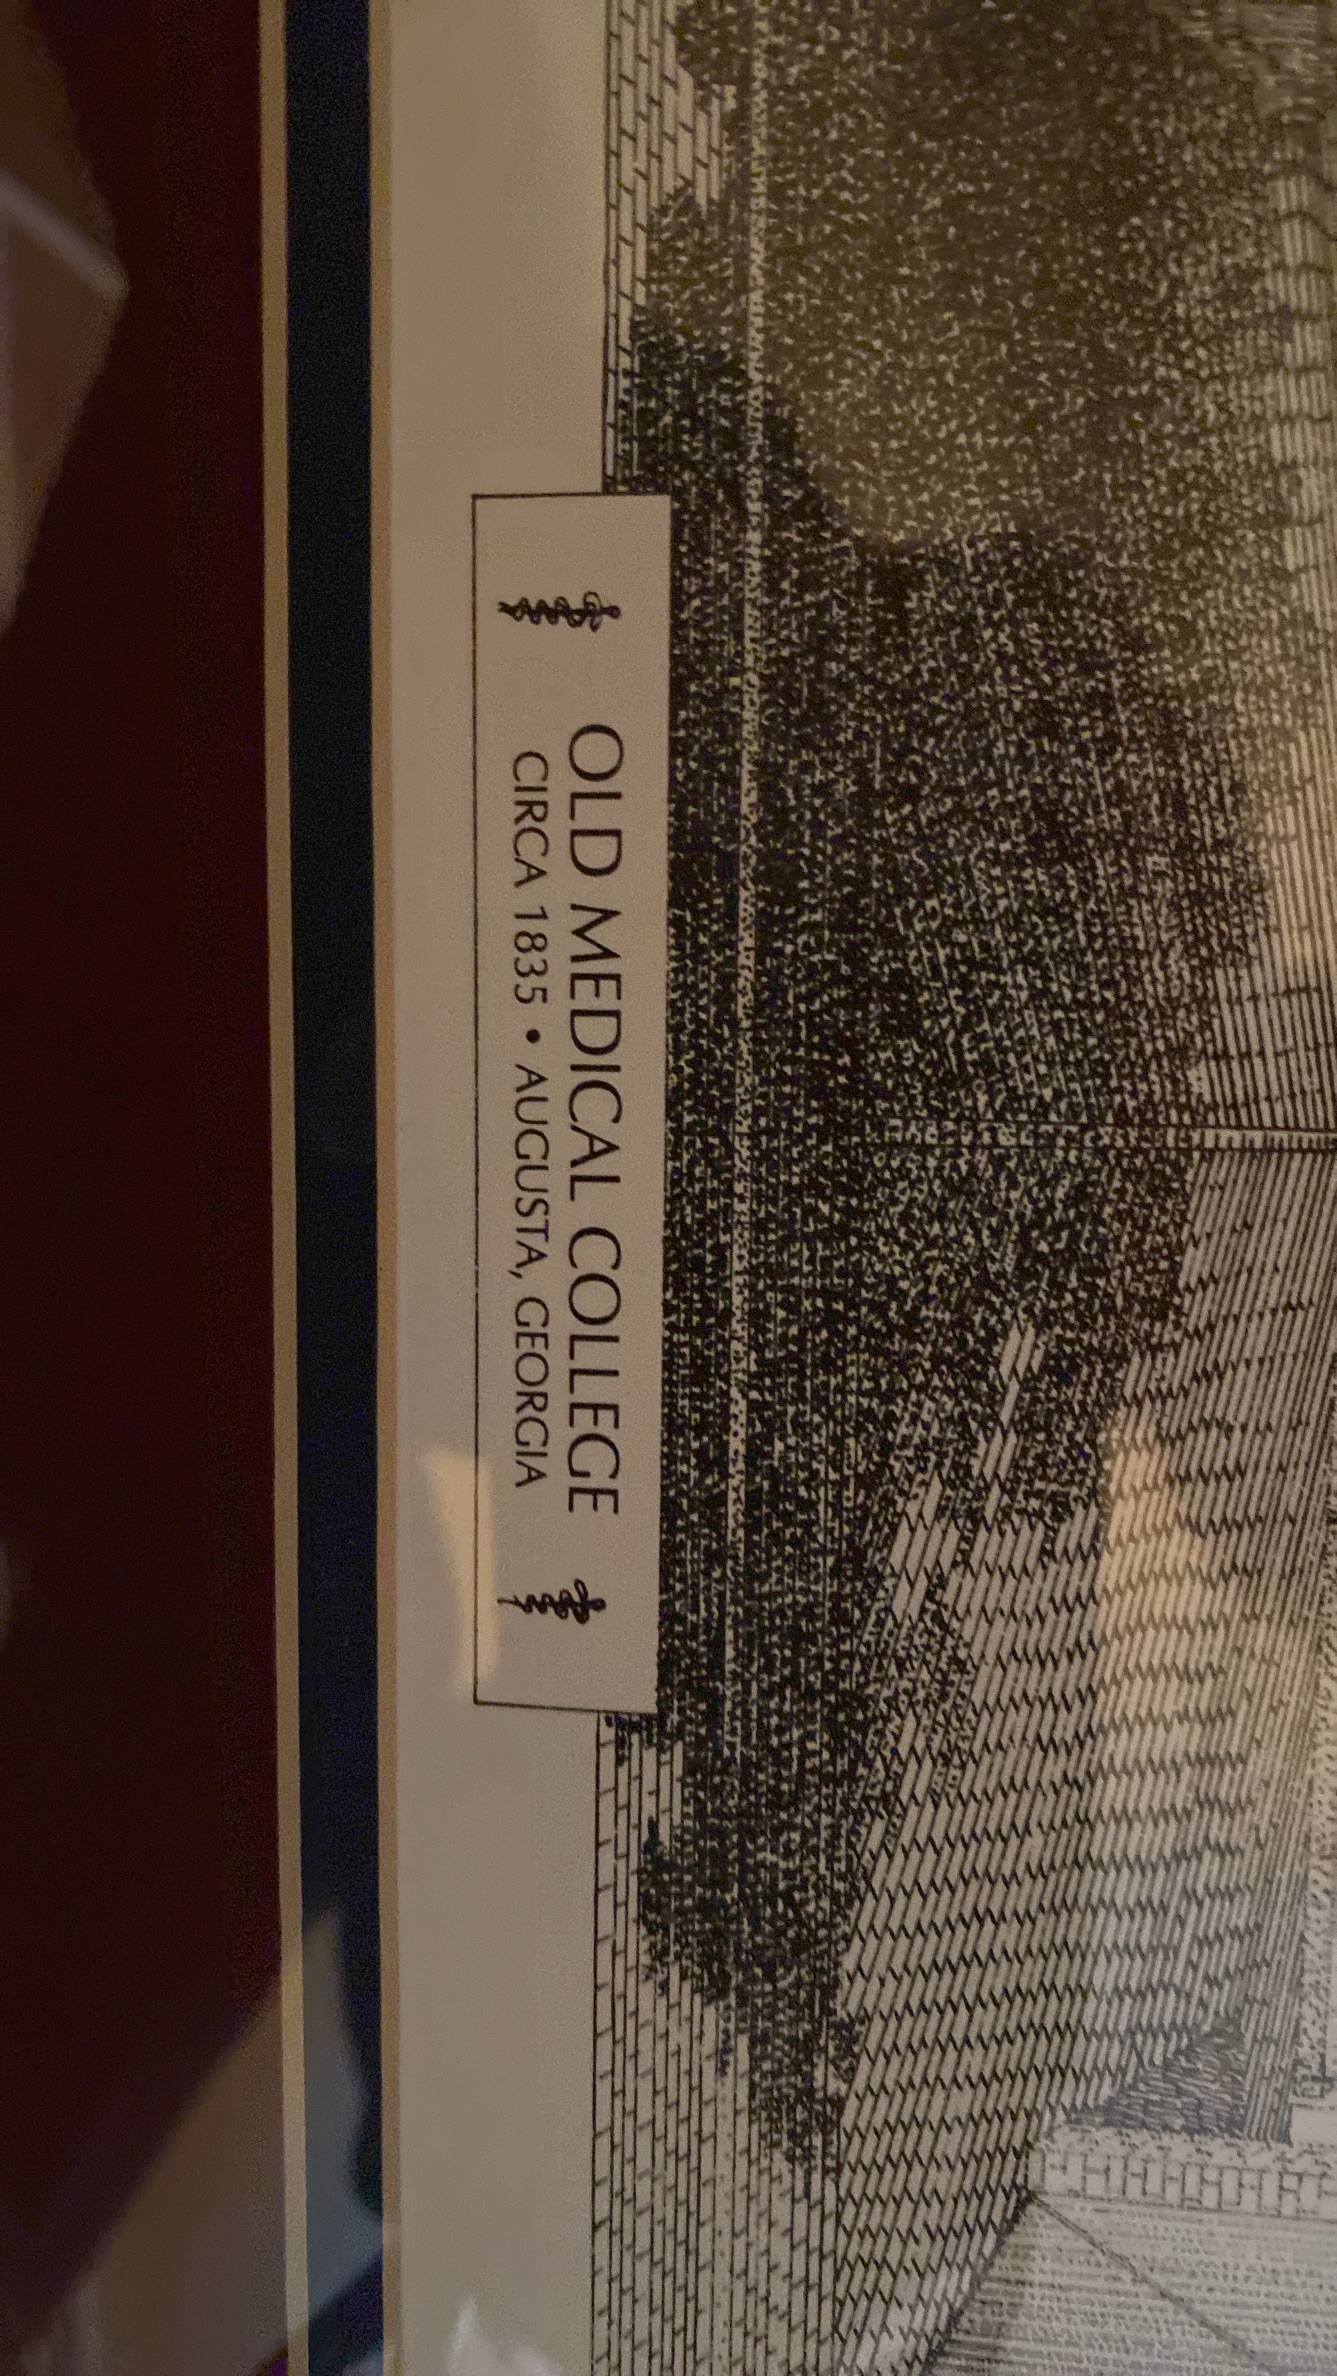 OLD MEDICAL COLLEGE
CIRCA 1835 • AUGUSTA, GEORGIA